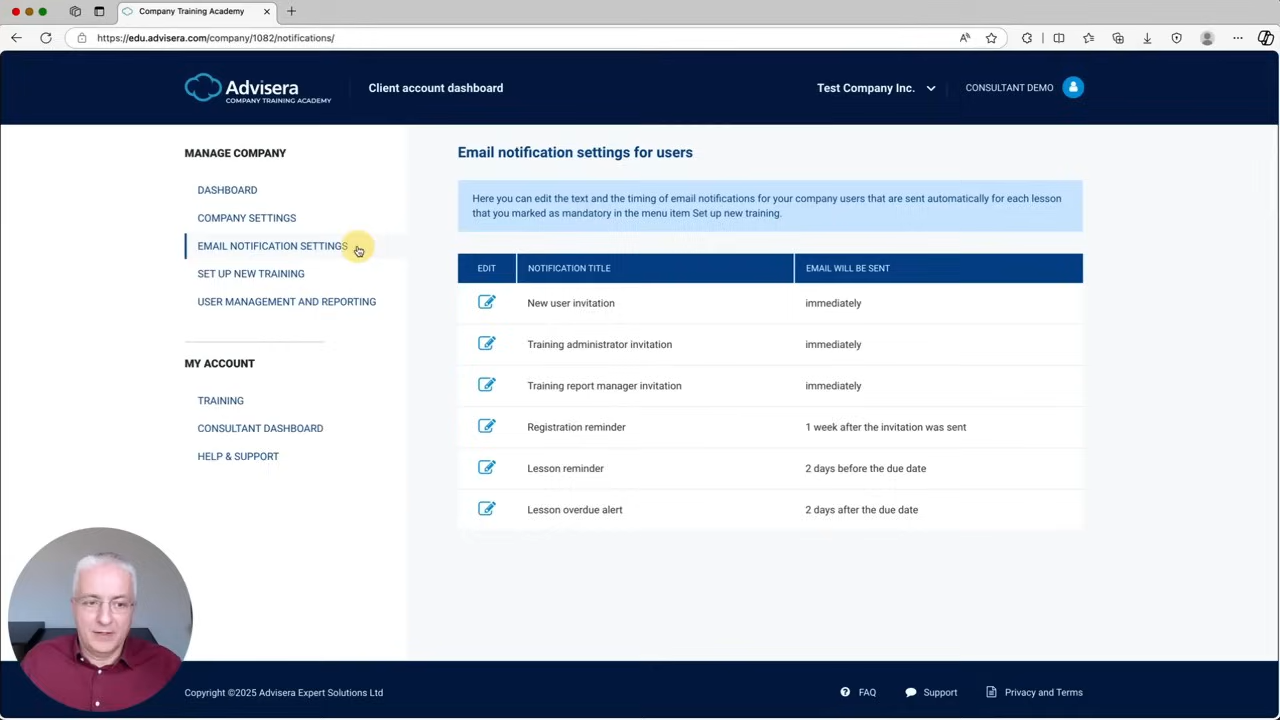 Company Training Academy
https://edu.advisera.com/company/1082/notifications/
Advisera
COMPANY TRAINING ACADEMY
Client account dashboard
Test Company Inc.
CONSULTANT DEMO
MANAGE COMPANY
DASHBOARD
COMPANY SETTINGS
EMAIL NOTIFICATION SETTINGS
SET UP NEW TRAINING
USER MANAGEMENT AND REPORTING
MY ACCOUNT
TRAINING
CONSULTANT DASHBOARD
HELP & SUPPORT
Email notification settings for users
Here you can edit the text and the timing of email notifications for your company users that are sent automatically for each lesson
that you marked as mandatory in the menu item Set up new training.
EDIT NOTIFICATION TITLE EMAIL WILL BE SENT
New user invitation immediately
Training administrator invitation immediately
Training report manager invitation immediately
Registration reminder 1 week after the invitation was sent
Lesson reminder 2 days before the due date
Lesson overdue alert 2 days after the due date
Copyright ©2025 Advisera Expert Solutions Ltd
FAQ Support Privacy and Terms